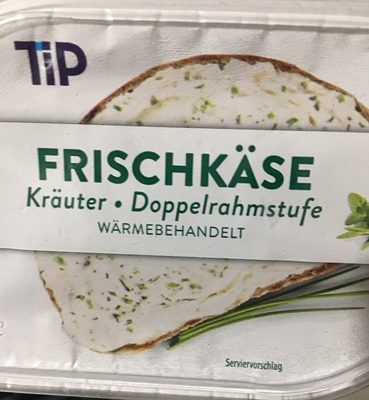 TiP
FRISCHKÄSE
Kräuter • Doppelrahmstufe
WÄRMEBEHANDELT
Serviervorschlag